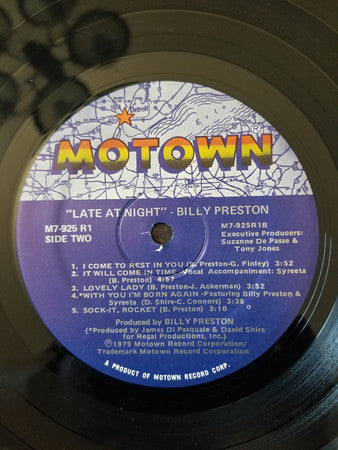 Detroit
Erie
MOTOWN
"LATE AT NIGHT" - BILLY PRESTON
M7-925 R1
SIDE TWO
M7-925R1B
Executive Producers:
Suzanne De Passe &
Tony Jones
1. I COME TO REST IN YOU (B. Preston-G. Finley) 3:52
2. IT WILL COME IN TIME -Vocal Accompaniment: Syreeta
(B. Preston) 4:57
3. LOVELY LADY (B. Preston-J. Ackerman) 3:52
4. *WITH YOU I'M BORN AGAIN -Featuring Billy Preston &
Syreeta (D. Shire-C. Connors) 3:38
5. SOCK-IT, ROCKET (B. Preston) 3:10
Produced by BILLY PRESTON
(*Produced by James Di Pasquale & David Shire
for Regal Productions, Inc.)
Ⓟ1979 Motown Record Corporation/
Trademark Motown Record Corporation
A PRODUCT OF MOTOWN RECORD CORP.